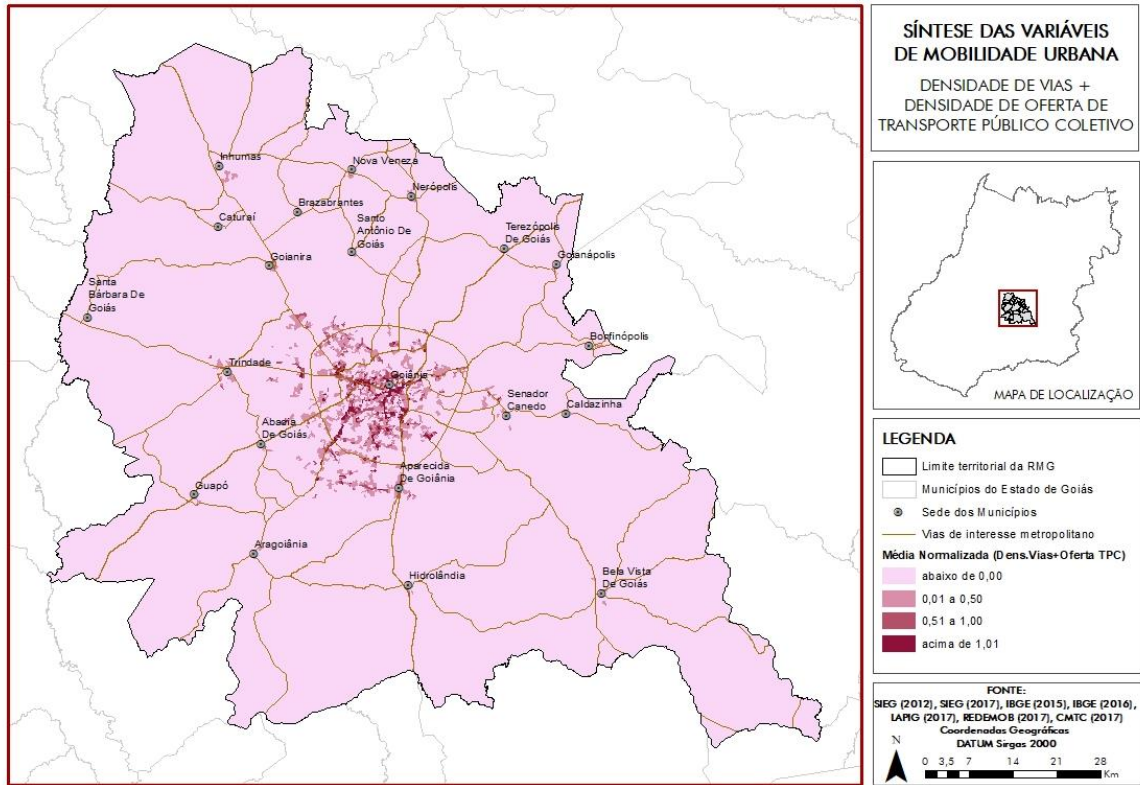 SÍNTESE DAS VARIÁVEIS
DE MOBILIDADE URBANA
DENSIDADE DE VIAS +
DENSIDADE DE OFERTA DE
TRANSPORTE PÚBLICO COLETIVO
Inhumas
Nova Veneza
Nerópolis
Brazabrantes
Caturaí
Santo
Antônio De
Goiás
Terezópolis
De Goiás
Goianira
Goianápolis
Santa
Bárbara De
Goiás
Bonfinópolis
Trindade
Goiânia
Senador
Canedo
Caldazinha
Abadia
De Goiás
Aparecida
De Goiânia
Guapó
Aragoiânia
Hidrolândia
Bela Vista
De Goiás
MAPA DE LOCALIZAÇÃO
LEGENDA
Limite territorial da RMG
Municípios do Estado de Goiás
Sede dos Municípios
Vias de interesse metropolitano
Média Normalizada (Dens.Vias+Oferta TPC)
abaixo de 0,00
0,01 a 0,50
0,51 a 1,00
acima de 1,01
FONTE:
SIEG (2012), SIEG (2017), IBGE (2015), IBGE (2016),
LAPIG (2017), REDEMOB (2017), CMTC (2017)
Coordenadas Geográficas
DATUM Sirgas 2000
N
0 3,5 7 14 21 28
Km